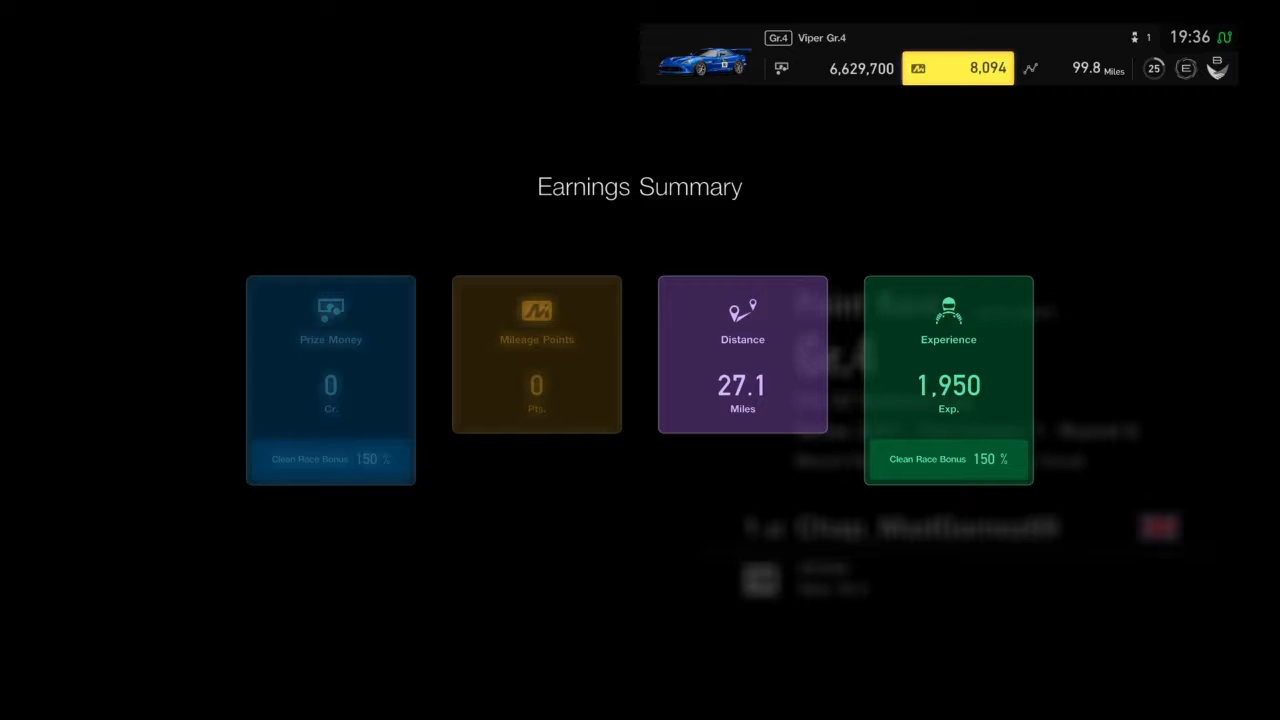 Gr.4 Viper Gr.4 1 19:36
6,629,700 8,094 99.8 Miles 25 E B
Earnings Summary
Prize Money Mileage Points Distance Experience
0 0 27.1 1,950
Cr. Pts. Miles Exp.
Clean Race Bonus 150 % Clean Race Bonus 150 %